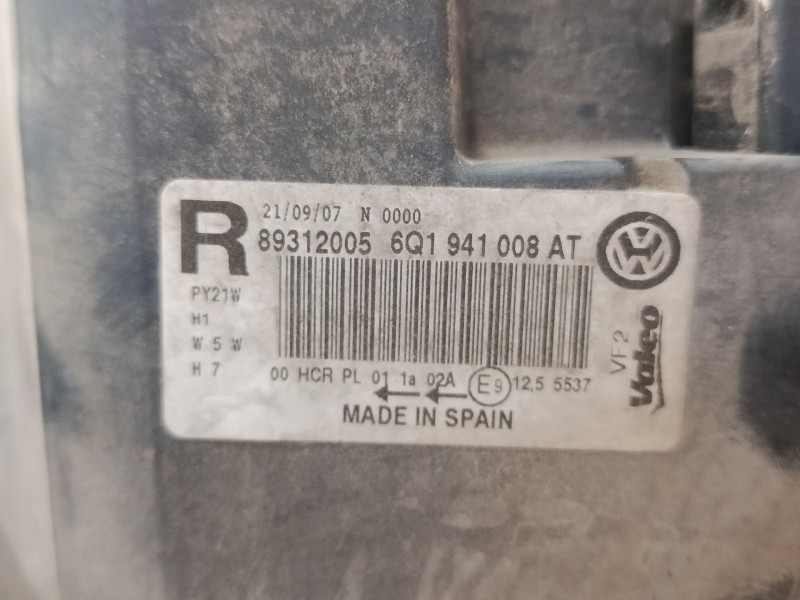 R
21/09/07 N 0000
89312005 6Q1 941 008 AT
PY21W
H1
W 5 W
H 7
00 HCR PL 01 1a 02A E9 12,5 5537
MADE IN SPAIN
VF2
Valeo